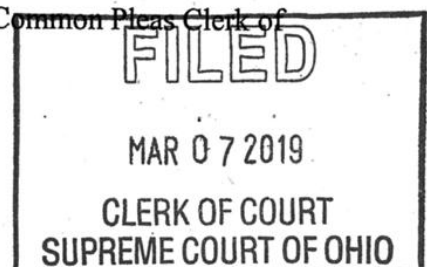 Common Pleas Clerk of
FILED
MAR 07 2019
CLERK OF COURT
SUPREME COURT OF OHIO